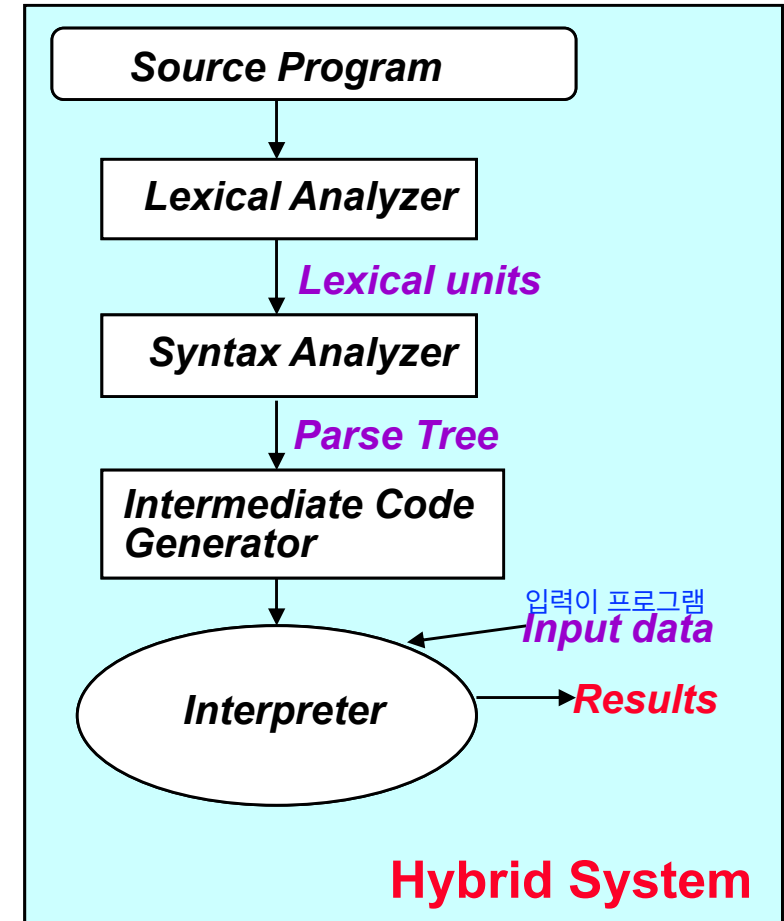 Source Program
Lexical Analyzer
Lexical units
Syntax Analyzer
Parse Tree
Intermediate Code
Generator
입력이 프로그램
Input data
Interpreter
Results
Hybrid System